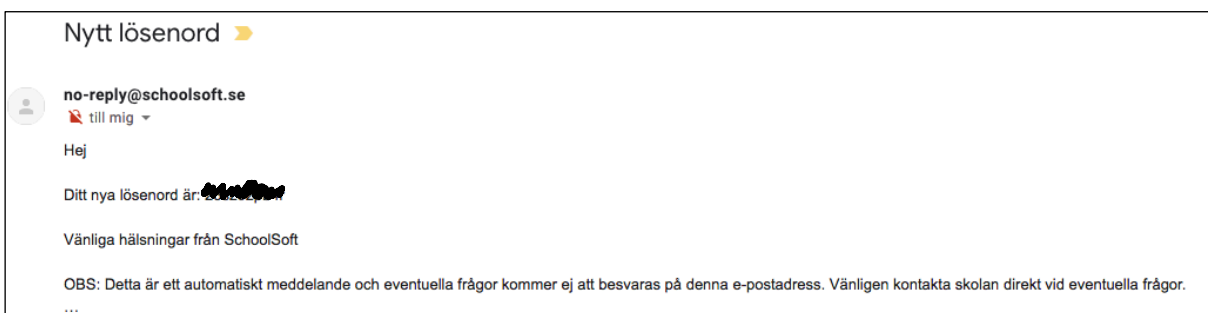 Nytt lösenord
no-reply@schoolsoft.se
till mig
Hej
Ditt nya lösenord är:
Vänliga hälsningar från SchoolSoft
OBS: Detta är ett automatiskt meddelande och eventuella frågor kommer ej att besvaras på denna e-postadress. Vänligen kontakta skolan direkt vid eventuella frågor.
...